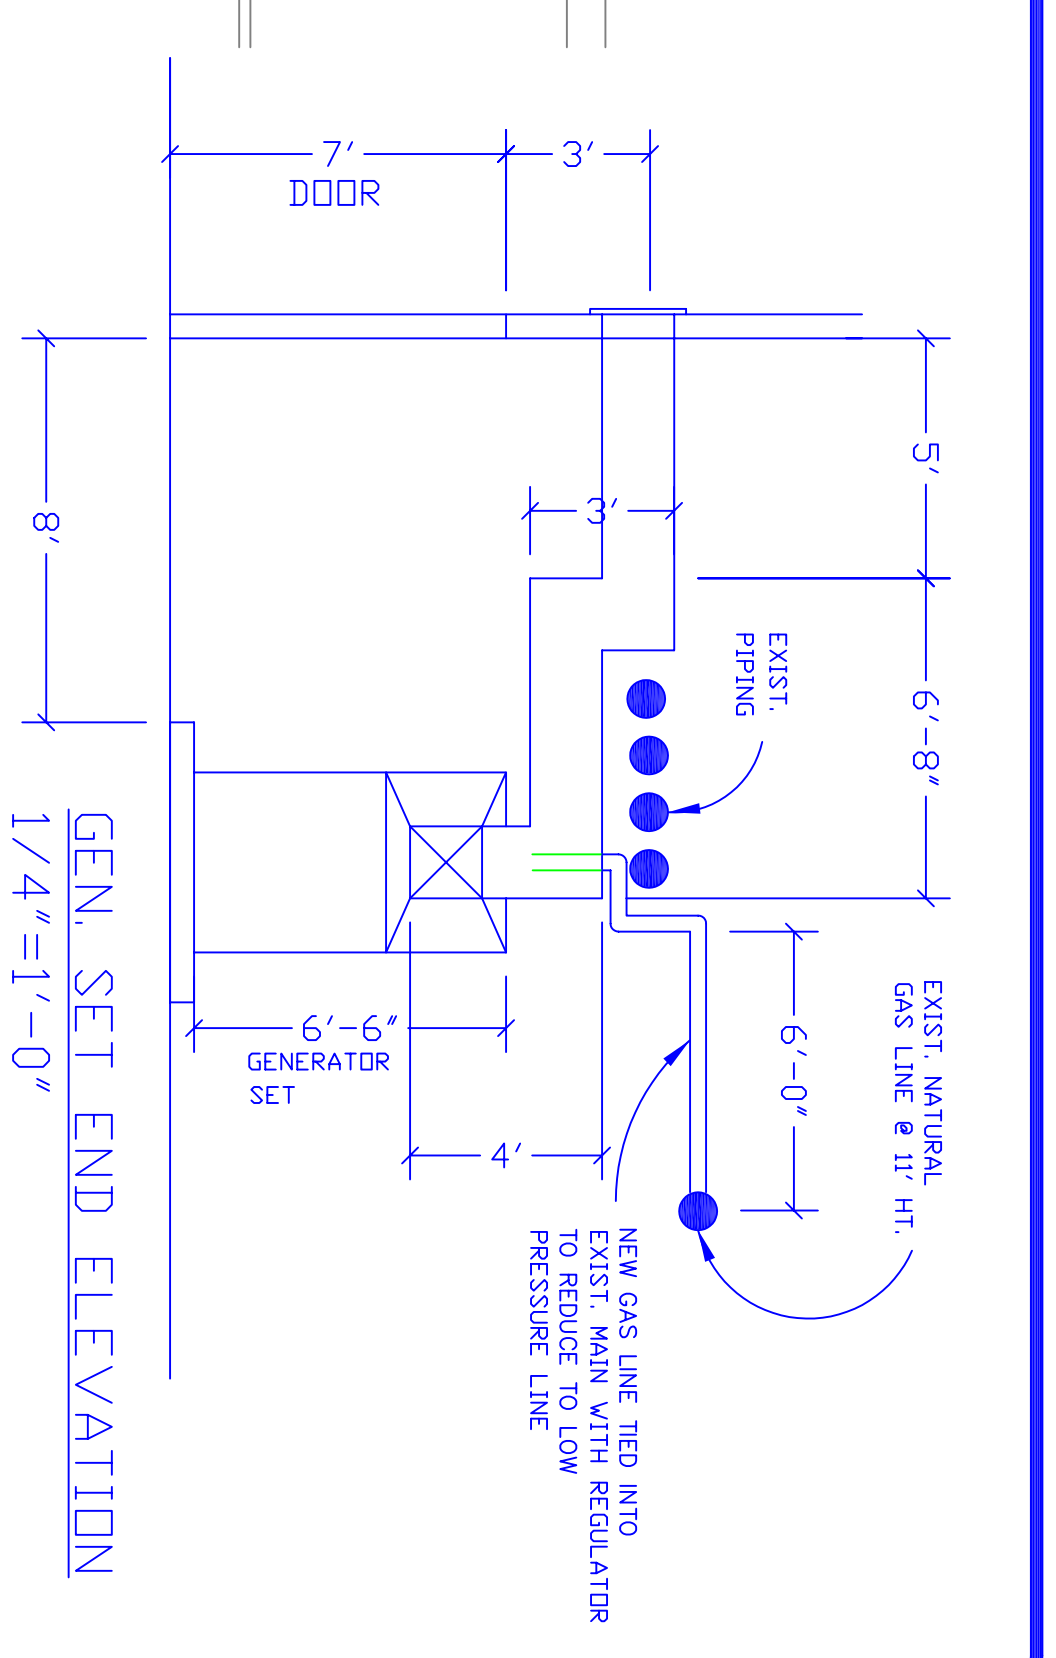 7'
DOOR
3'
5'
3'
8'
EXIST.
PIPING
6'-8"
6'-6"
GENERATOR
SET
4'
6'-0"
EXIST. NATURAL
GAS LINE @ 11' HT.
NEW GAS LINE TIED INTO
EXIST. MAIN WITH REGULATOR
TO REDUCE TO LOW
PRESSURE LINE
GEN. SET END ELEVATION
1/4"=1'-0"